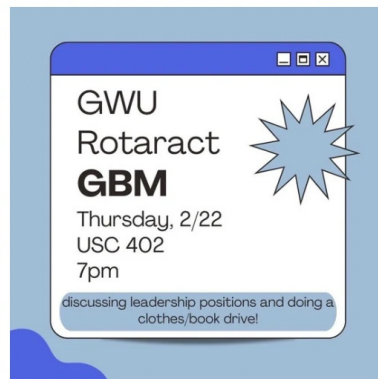 GWU
Rotaract
GBM
Thursday, 2/22
USC 402
7pm
discussing leadership positions and doing a
clothes/book drive!